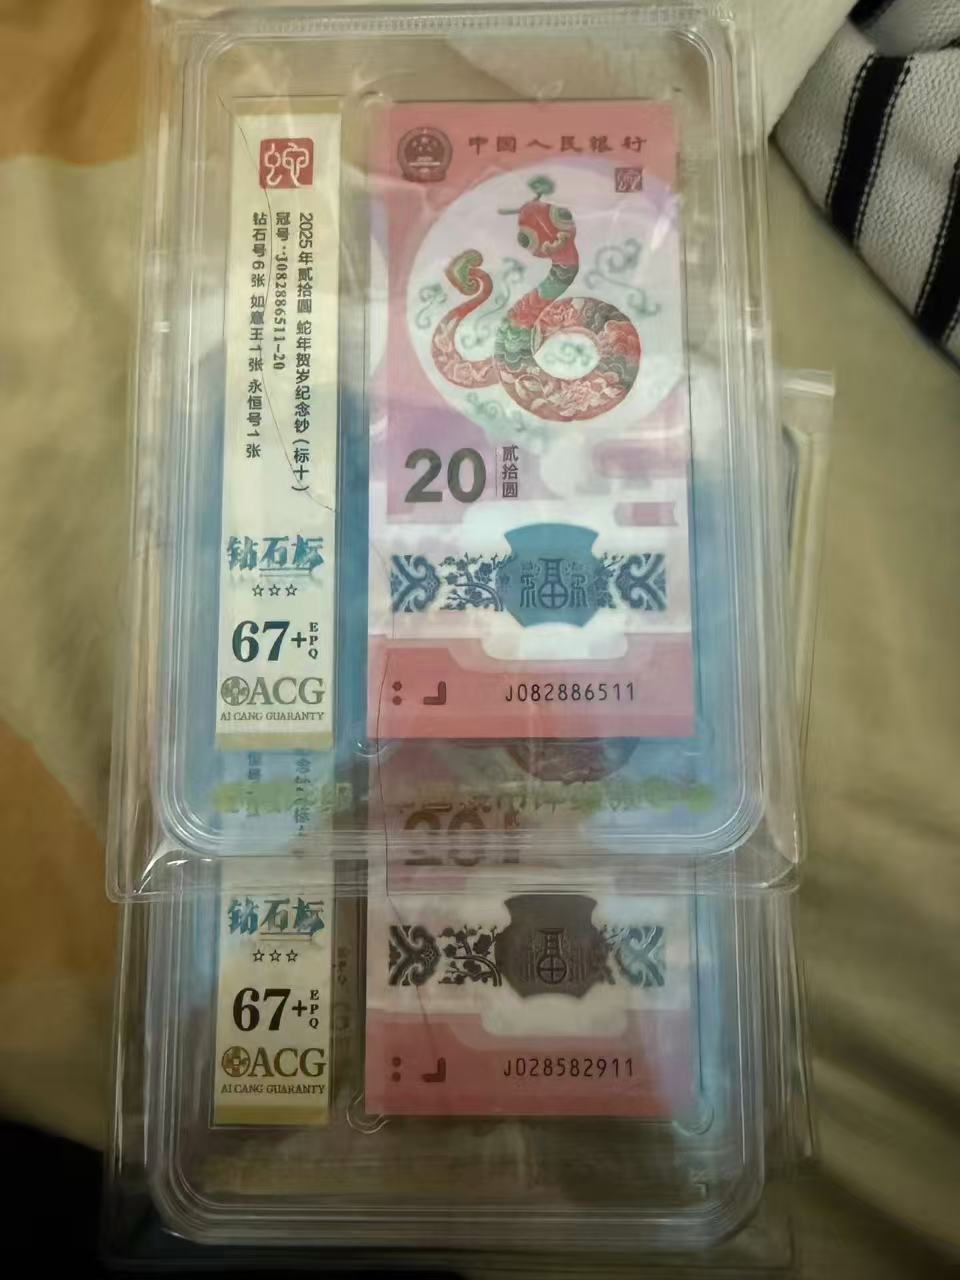 蛇
2025年贰拾圆 蛇年贺岁纪念钞(标十)
冠号:J082886511-20
钻石号6张 如意王1张 永恒号1张
钻石标
☆☆☆
67+EPQ
ACG
AI CANG GUARANTY
中国人民银行
20
贰拾圆
福
J082886511
钻石标
☆☆☆
67+EPQ
ACG
AI CANG GUARANTY
20
J028582911